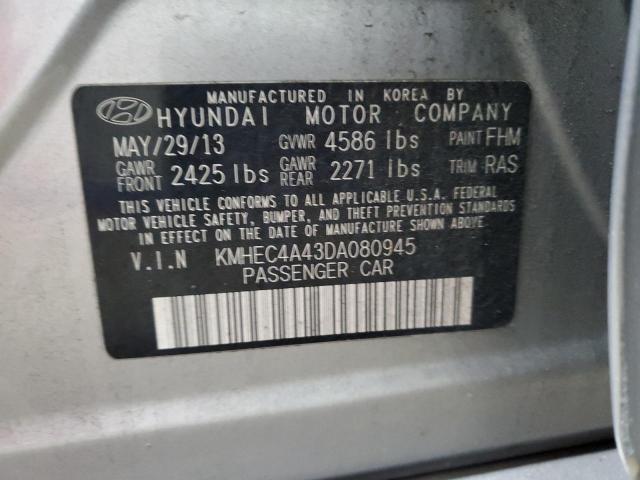 MANUFACTURED IN KOREA BY
HYUNDAI MOTOR COMPANY
MAY/29/13 GVWR 4586 lbs PAINT FHM
GAWR FRONT 2425 lbs GAWR REAR 2271 lbs TRIM RAS
THIS VEHICLE CONFORMS TO ALL APPLICABLE U.S.A. FEDERAL
MOTOR VEHICLE SAFETY, BUMPER, AND THEFT PREVENTION STANDARDS
IN EFFECT ON THE DATE OF MANUFACTURE SHOWN ABOVE.
V.I.N KMHEC4A43DA080945
PASSENGER CAR